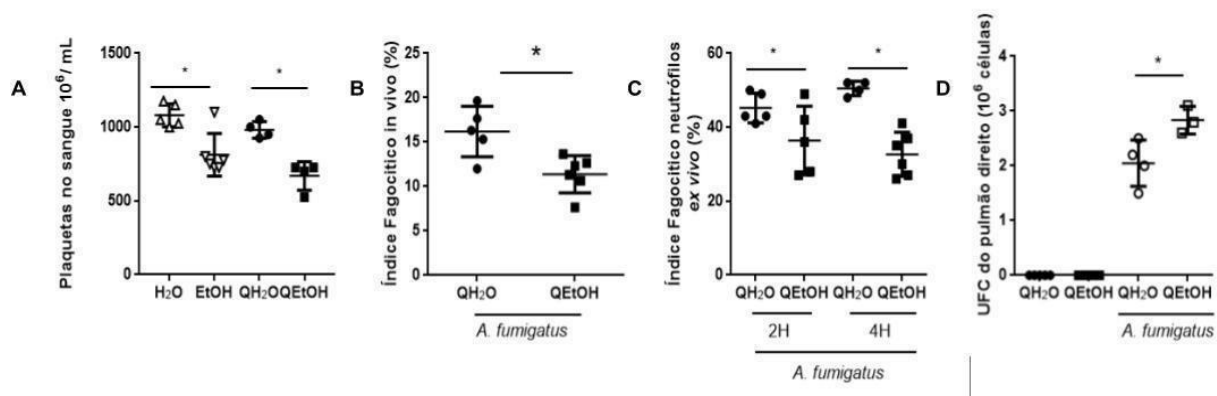 A
Plaquetas no sangue 10⁶/ mL
1500
1000
500
0
*
*
H₂O EtOH QH₂O QEtOH
B
Índice Fagocitico in vivo (%)
25
20
15
10
5
0
*
QH₂O QEtOH
A. fumigatus
C
Índice Fagocitico neutrófilos
ex vivo (%)
60
40
20
0
*
*
QH₂O QEtOH QH₂O QEtOH
2H 4H
A. fumigatus
D
UFC do pulmão direito (10⁶ células)
4
3
2
1
0
*
QH₂O QEtOH QH₂O QEtOH
A. fumigatus